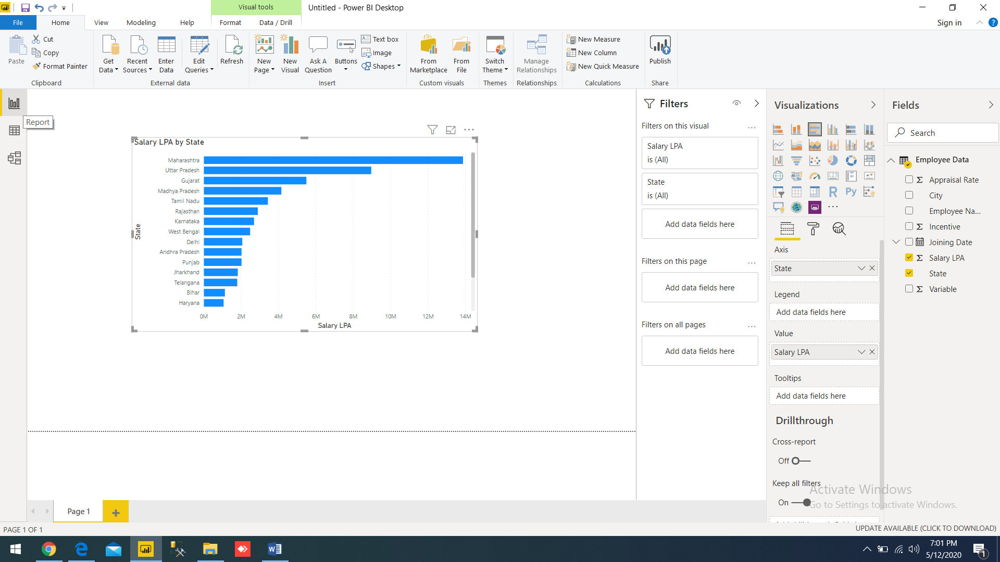 Visual tools
Untitled - Power BI Desktop
File
Home
View
Modeling
Help
Format
Data / Drill
Sign in
?
Paste
Cut
Copy
Format Painter
Clipboard
Get Data
Recent Sources
Enter Data
Edit Queries
Refresh
External data
New Page
New Visual
Ask A Question
Buttons
Text box
Image
Shapes
Insert
From Marketplace
From File
Custom visuals
Switch Theme
Themes
Manage Relationships
Relationships
New Measure
New Column
New Quick Measure
Calculations
Publish
Share
Report
Salary LPA by State
State
Maharashtra
Uttar Pradesh
Gujarat
Madhya Pradesh
Tamil Nadu
Rajasthan
Karnataka
West Bengal
Delhi
Andhra Pradesh
Punjab
Jharkhand
Telangana
Bihar
Haryana
0M 2M 4M 6M 8M 10M 12M 14M
Salary LPA
Filters
Filters on this visual
...
Salary LPA
is (All)
State
is (All)
Add data fields here
Filters on this page
...
Add data fields here
Filters on all pages
...
Add data fields here
Visualizations
123
R
Py
...
Axis
State
Legend
Add data fields here
Value
Salary LPA
Tooltips
Add data fields here
Drillthrough
Cross-report
Off
Keep all filters
On
Fields
Search
Employee Data
Σ Appraisal Rate
City
Employee Na...
Σ Incentive
Joining Date
Σ Salary LPA
State
Σ Variable
Activate Windows
Go to Settings to activate Windows.
Page 1
PAGE 1 OF 1
UPDATE AVAILABLE (CLICK TO DOWNLOAD)
7:01 PM
5/12/2020
1